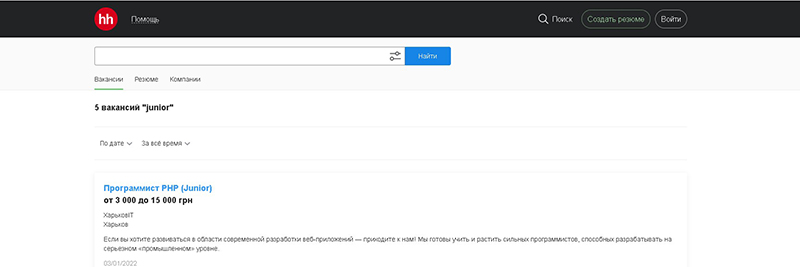 hh Помощь Поиск Создать резюме Войти
Найти
Вакансии Резюме Компании
5 вакансий "junior"
По дате За всё время
Программист PHP (Junior)
от 3 000 до 15 000 грн
ХарьковIT
Харьков
Если вы хотите развиваться в области современной разработки веб-приложений — приходите к нам! Мы готовы учить и растить сильных программистов, способных разрабатывать на
серьезном «промышленном» уровне.
03/01/2022